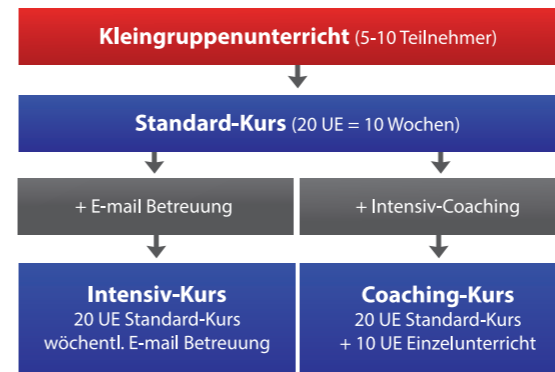 Kleingruppenunterricht (5-10 Teilnehmer)
Standard-Kurs (20 UE = 10 Wochen)
+ E-mail Betreuung
+ Intensiv-Coaching
Intensiv-Kurs
20 UE Standard-Kurs
wöchentl. E-mail Betreuung
Coaching-Kurs
20 UE Standard-Kurs
+ 10 UE Einzelunterricht